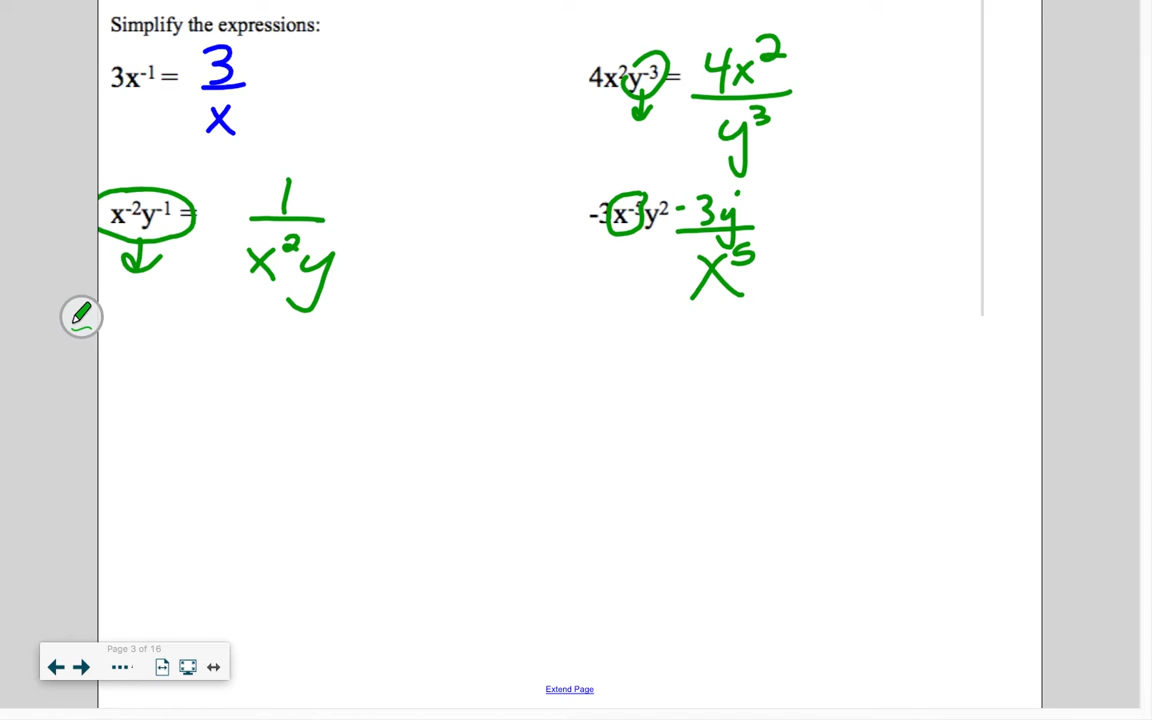 Simplify the expressions:
3x⁻¹ = 3/x
4x²y⁻³ = 4x²/y³
x⁻²y⁻¹ = 1/x²y
-3x⁻⁵y² -3y/x⁵
Page 3 of 16
Extend Page